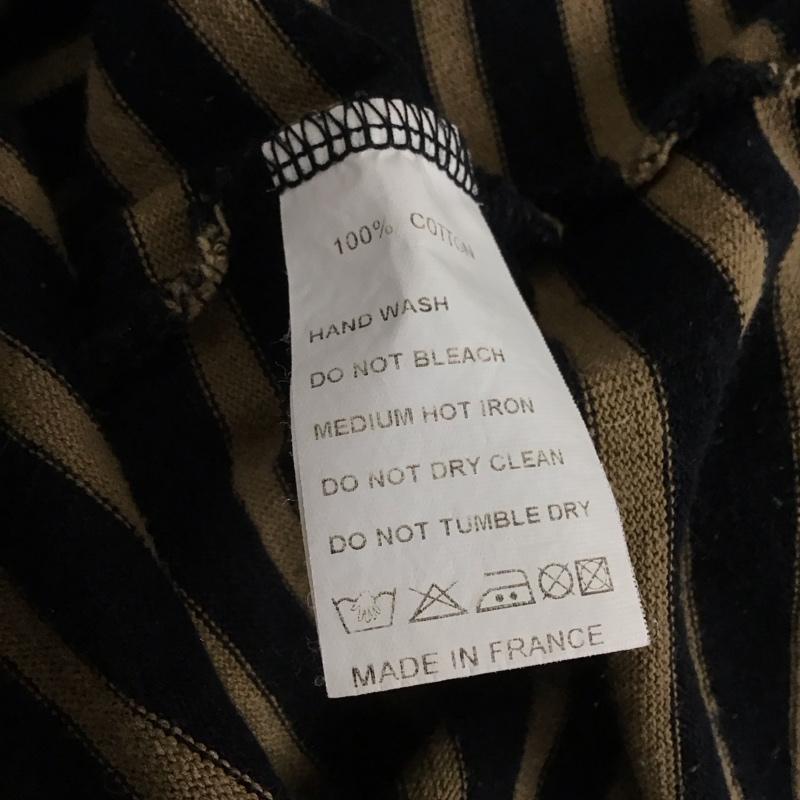 100% COTTON
HAND WASH
DO NOT BLEACH
MEDIUM HOT IRON
DO NOT DRY CLEAN
DO NOT TUMBLE DRY
MADE IN FRANCE